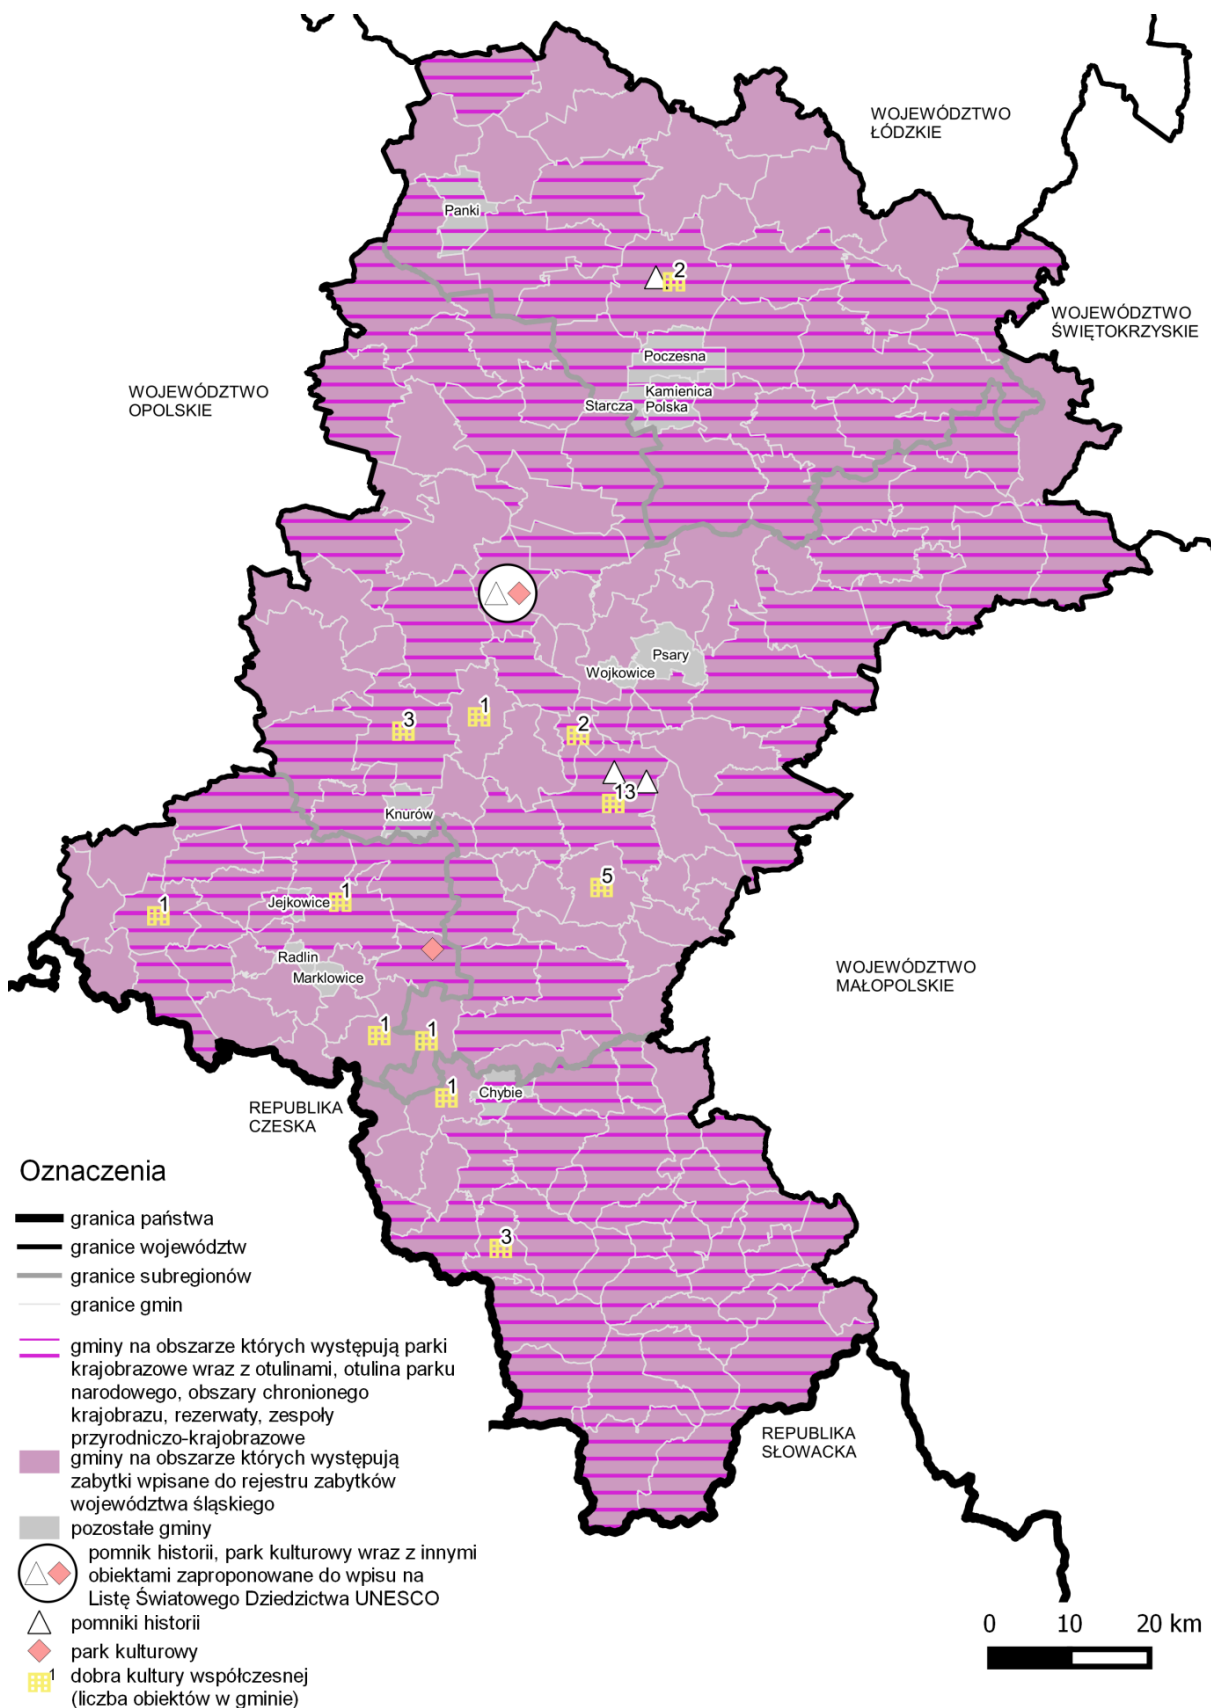 WOJEWÓDZTWO
ŁÓDZKIE
Panki
2
WOJEWÓDZTWO
ŚWIĘTOKRZYSKIE
Poczesna
WOJEWÓDZTWO
OPOLSKIE
Kamienica
Starcza
Polska
Psary
Wojkowice
1
3
2
13
Knurów
5
1
Jejkowice
1
Radlin
Marklowice
WOJEWÓDZTWO
MAŁOPOLSKIE
1
1
1
Chybie
REPUBLIKA
CZESKA
3
REPUBLIKA
SŁOWACKA
Oznaczenia
granica państwa
granice województw
granice subregionów
granice gmin
gminy na obszarze których występują parki
krajobrazowe wraz z otulinami, otulina parku
narodowego, obszary chronionego
krajobrazu, rezerwaty, zespoły
przyrodniczo-krajobrazowe
gminy na obszarze których występują
zabytki wpisane do rejestru zabytków
województwa śląskiego
pozostałe gminy
pomnik historii, park kulturowy wraz z innymi
obiektami zaproponowane do wpisu na
Listę Światowego Dziedzictwa UNESCO
pomniki historii
park kulturowy
1 dobra kultury współczesnej
(liczba obiektów w gminie)
0 10 20 km